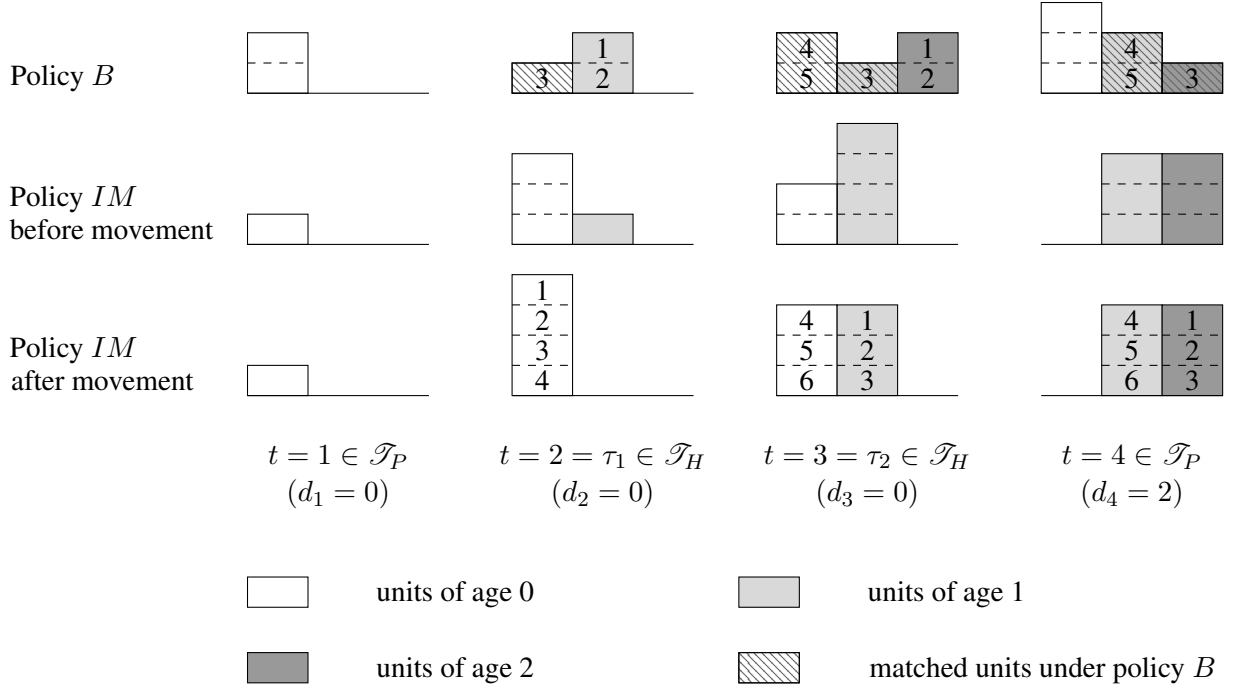 4 1 4
Policy B
1
3 2
5 3 2
5 3
Policy IM
before movement
1
2 4 1 4 1
Policy IM
3 5 2 5 2
after movement
4 6 3 6 3
t = 1 ∈ 𝒯_P t = 2 = τ_1 ∈ 𝒯_H t = 3 = τ_2 ∈ 𝒯_H t = 4 ∈ 𝒯_P
(d_1 = 0) (d_2 = 0) (d_3 = 0) (d_4 = 2)
units of age 0 units of age 1
units of age 2 matched units under policy B